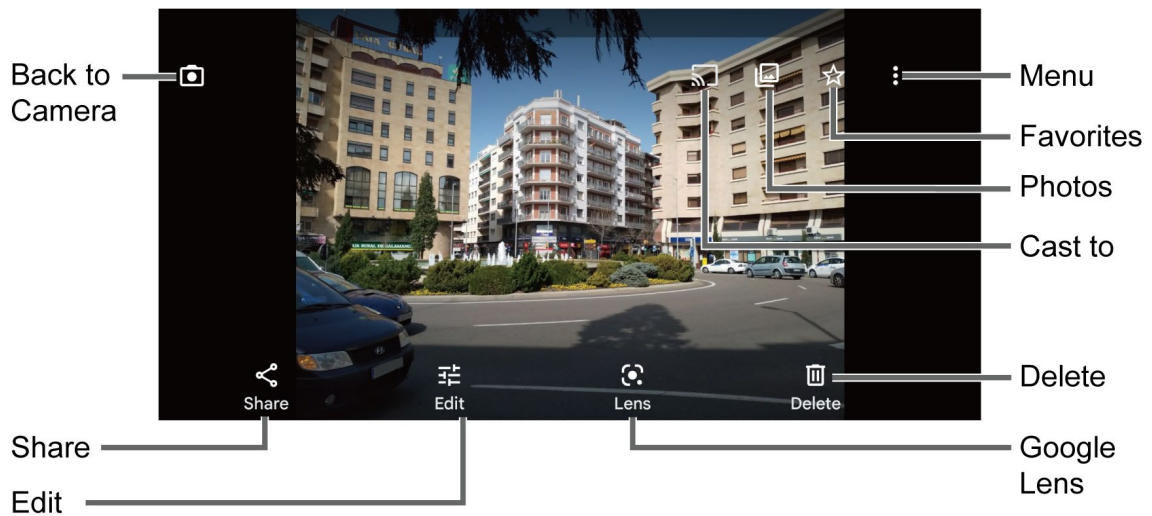 Back to
Camera
Menu
Favorites
Photos
Cast to
Share
Edit
Lens
Delete
Delete
Share
Edit
Google
Lens